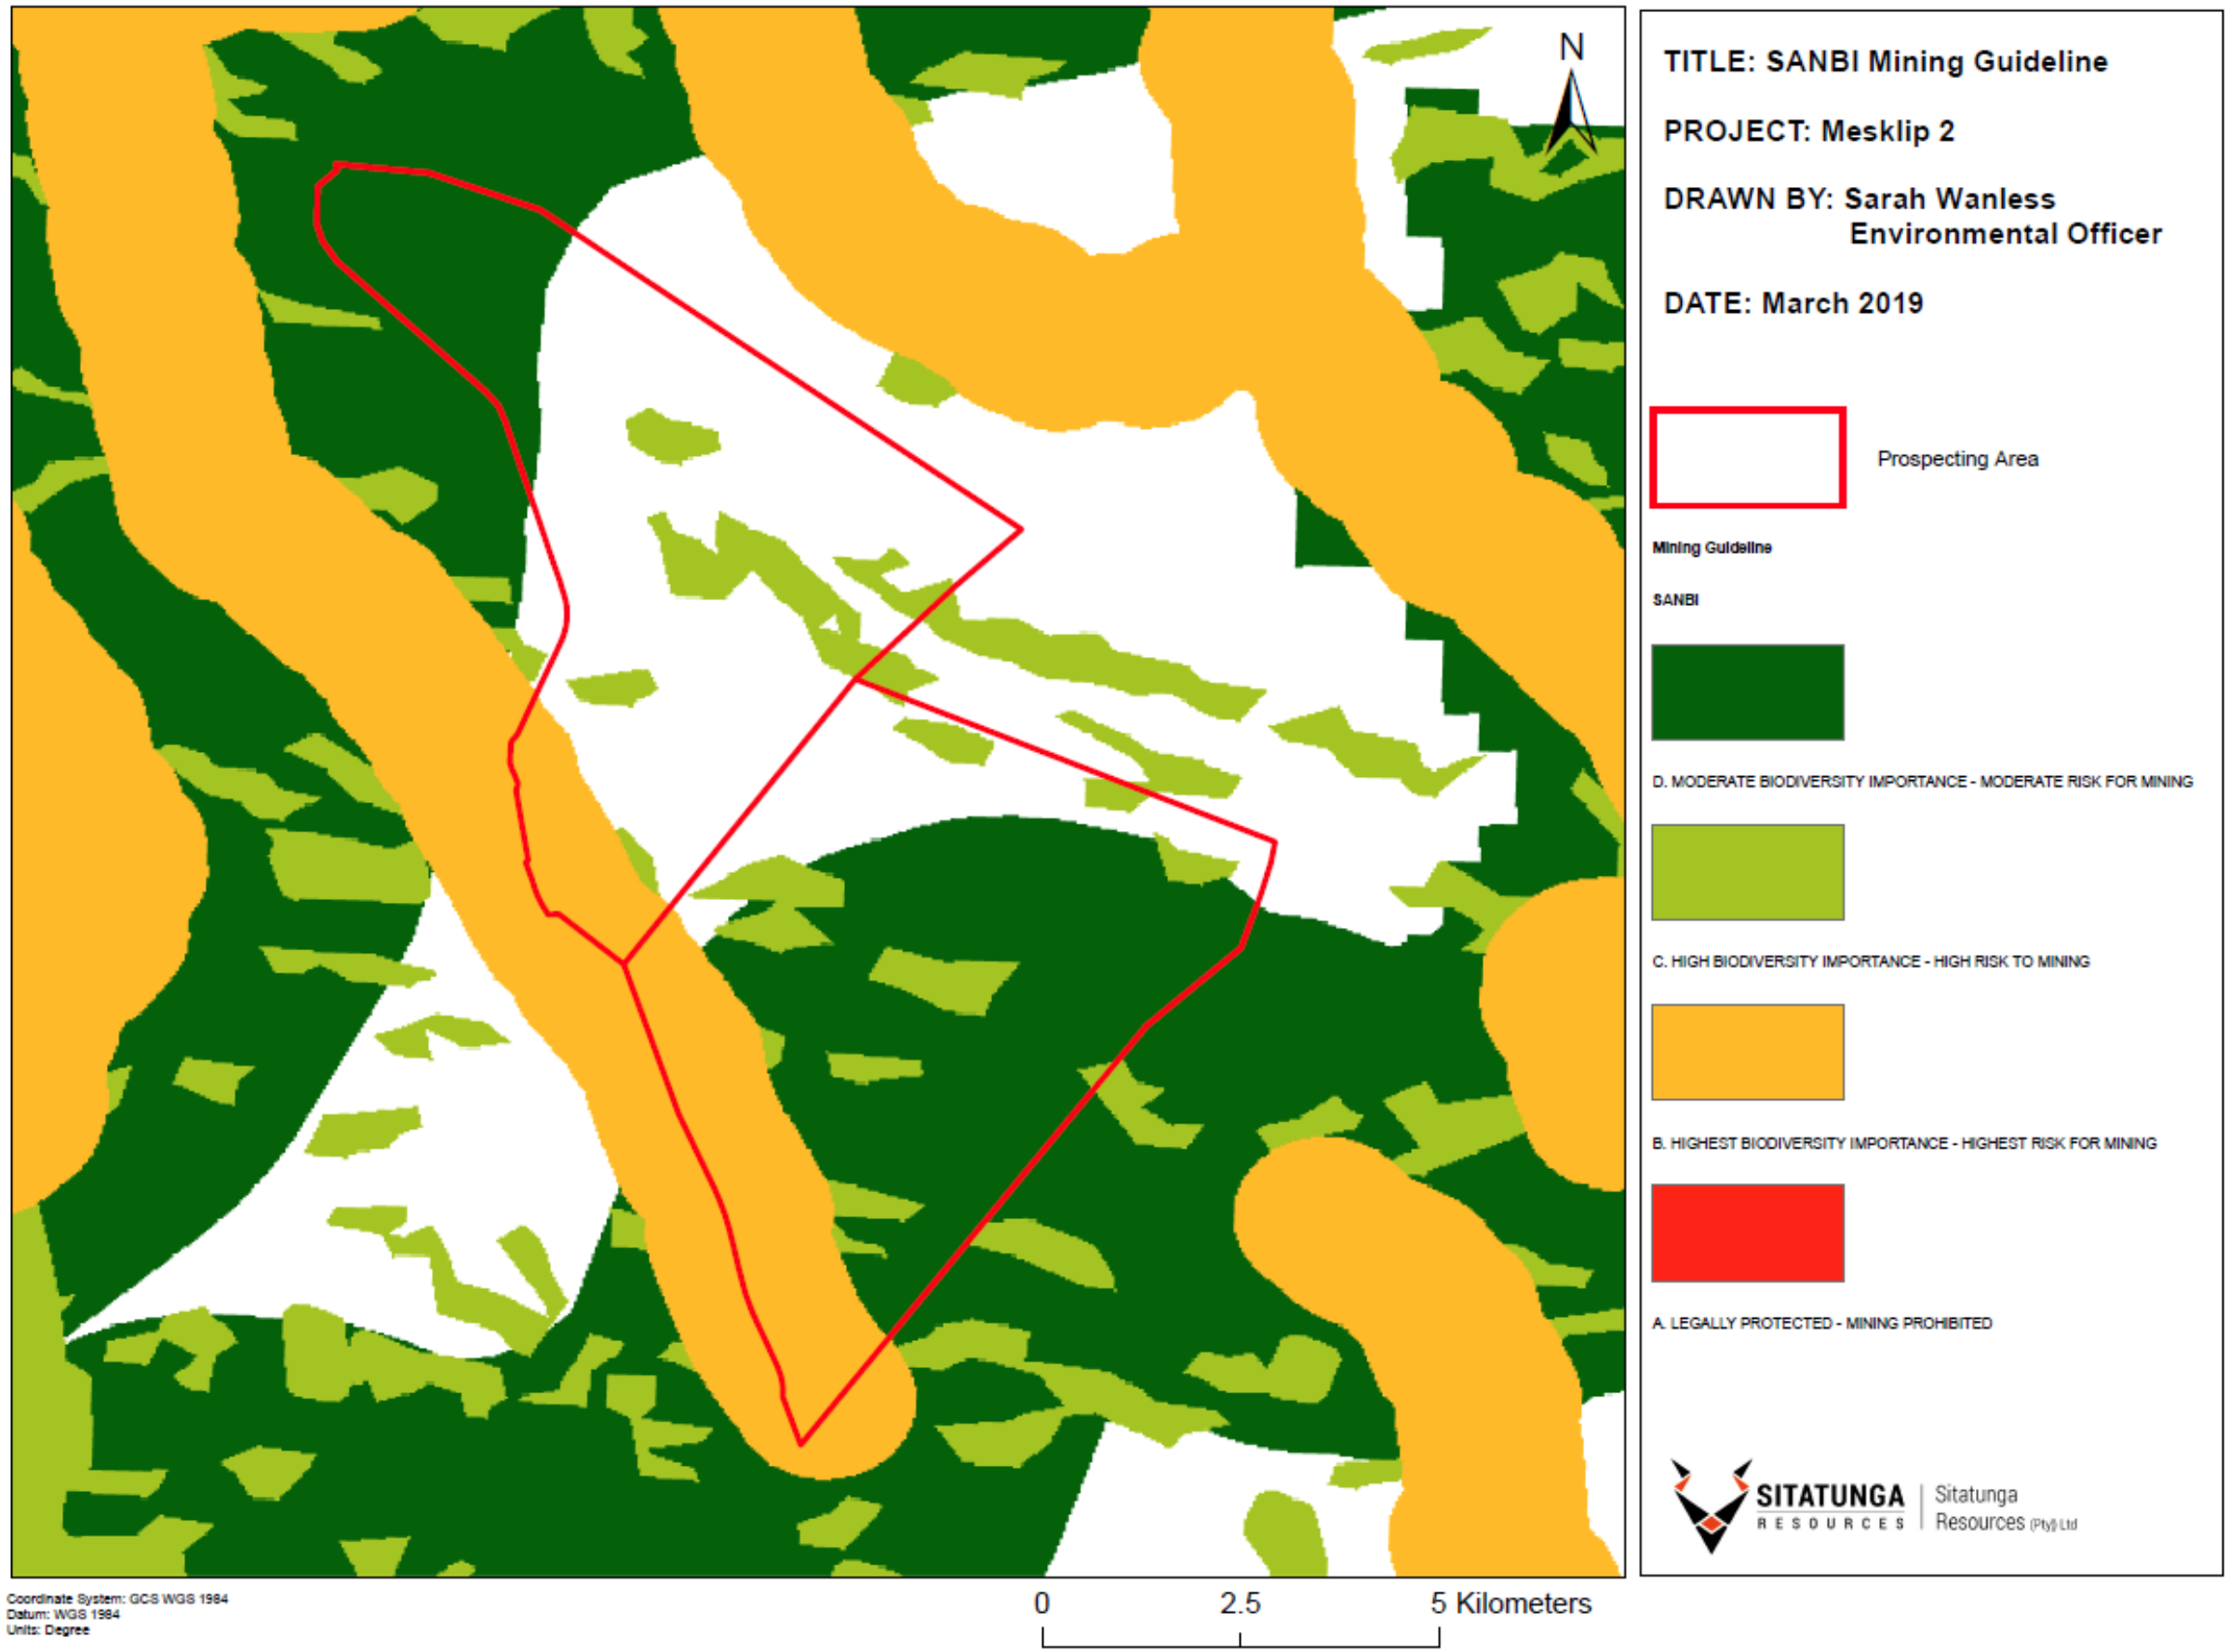 N
TITLE: SANBI Mining Guideline
PROJECT: Mesklip 2
DRAWN BY: Sarah Wanless
Environmental Officer
DATE: March 2019
Prospecting Area
Mining Guideline
SANBI
D. MODERATE BIODIVERSITY IMPORTANCE - MODERATE RISK FOR MINING
C. HIGH BIODIVERSITY IMPORTANCE - HIGH RISK TO MINING
B. HIGHEST BIODIVERSITY IMPORTANCE - HIGHEST RISK FOR MINING
A. LEGALLY PROTECTED - MINING PROHIBITED
SITATUNGA
RESOURCES
Sitatunga
Resources (Pty) Ltd
Coordinate System: GCS WGS 1984
Datum: WGS 1984
Units: Degree
0 2.5 5 Kilometers